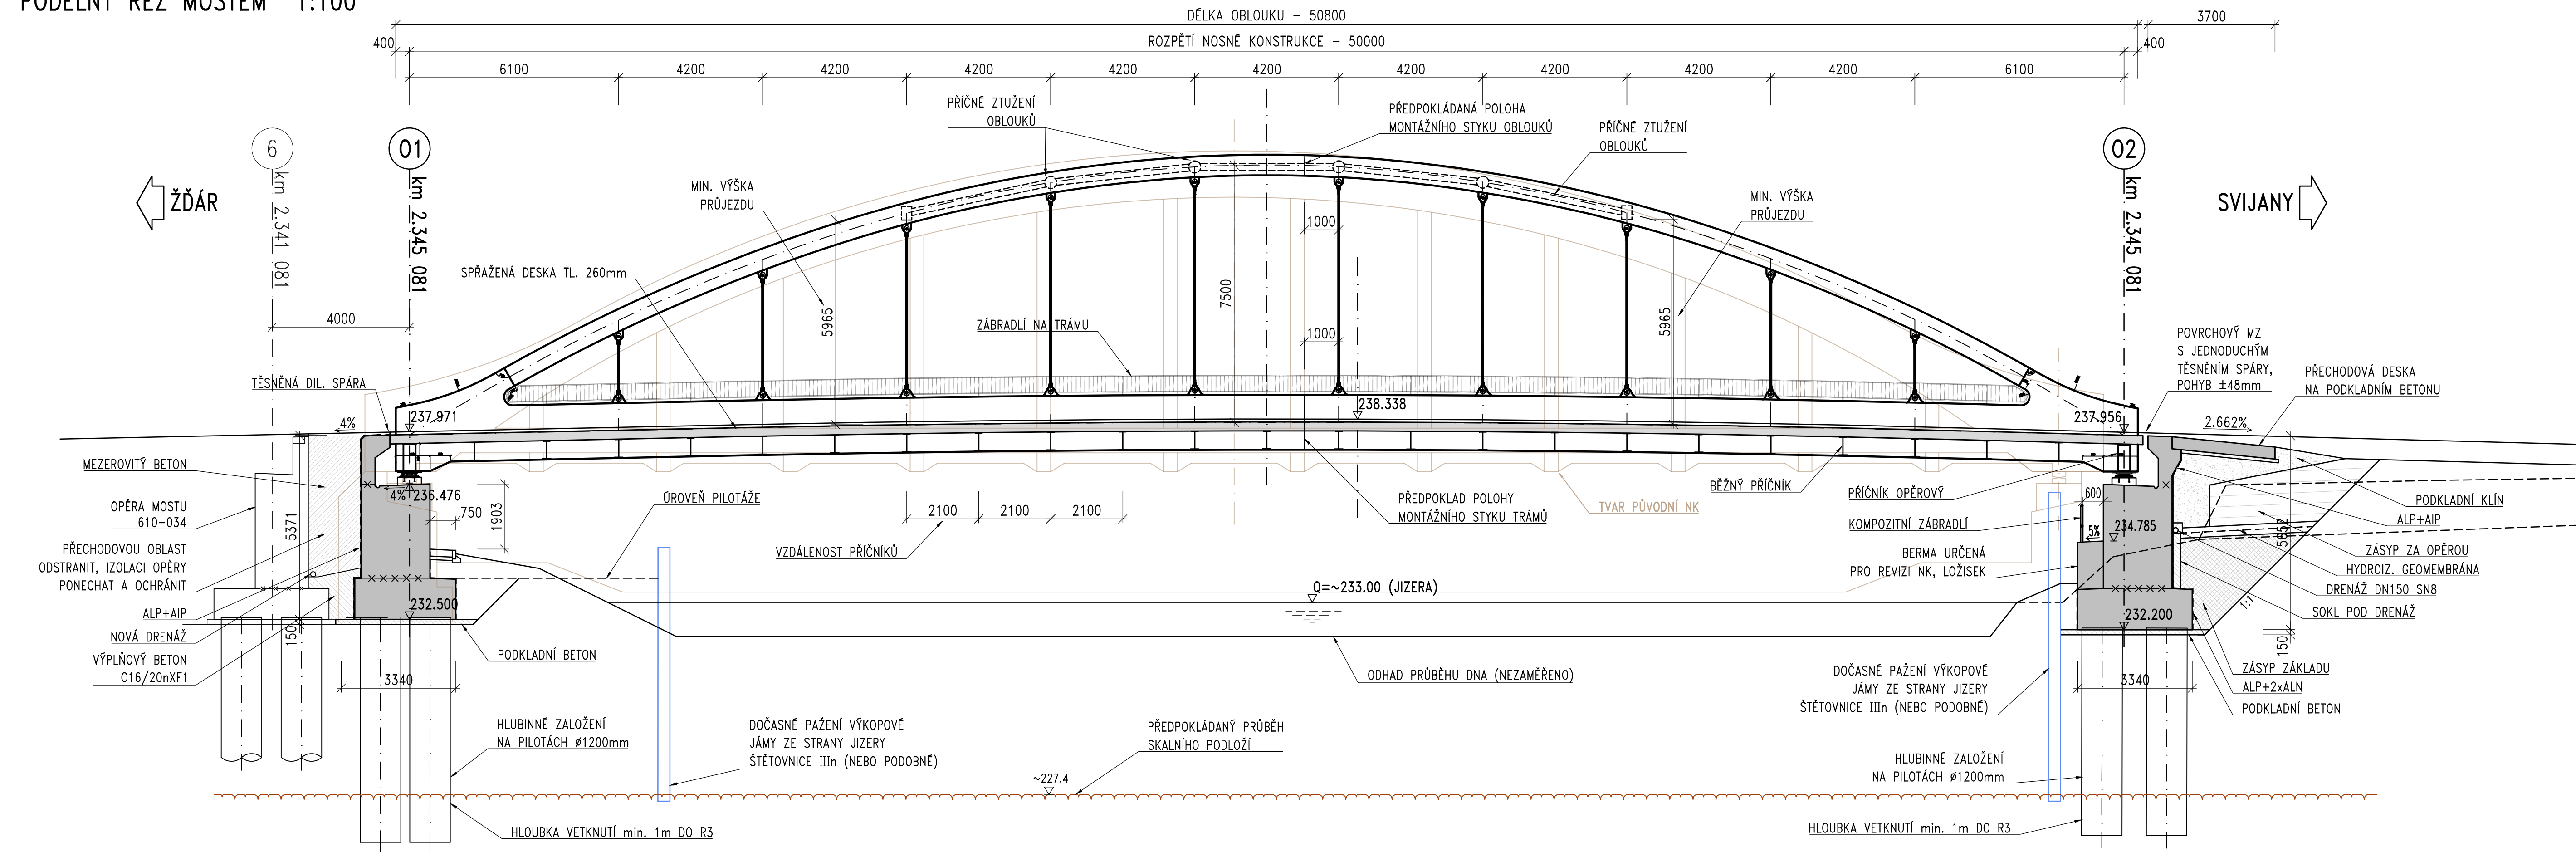 PODÉLNÝ ŘEZ MOSTEM 1:100
DÉLKA OBLOUKU – 50800
3700
400
ROZPĚTÍ NOSNÉ KONSTRUKCE – 50000
400
6100
4200
4200
4200
4200
4200
4200
4200
4200
4200
6100
PŘÍČNÉ ZTUŽENÍ
OBLOUKŮ
PŘEDPOKLÁDANÁ POLOHA
MONTÁŽNÍHO STYKU OBLOUKŮ
PŘÍČNÉ ZTUŽENÍ
OBLOUKŮ
6
01
02
km 2.341 081
km 2.345 081
km 2.345 081
ŽĎÁR
SVIJANY
MIN. VÝŠKA
PRŮJEZDU
MIN. VÝŠKA
PRŮJEZDU
1000
SPŘAŽENÁ DESKA TL. 260mm
5965
7500
5965
4000
ZÁBRADLÍ NA TRÁMU
1000
POVRCHOVÝ MZ
S JEDNODUCHÝM
TĚSNĚNÍM SPÁRY,
POHYB ±48mm
PŘECHODOVÁ DESKA
NA PODKLADNÍM BETONU
TĚSNĚNÁ DIL. SPÁRA
237.971
238.338
237.956
4%
2.662%
MEZEROVITÝ BETON
4%
236.476
ÚROVEŇ PILOTÁŽE
PŘEDPOKLAD POLOHY
MONTÁŽNÍHO STYKU TRÁMŮ
BĚŽNÝ PŘÍČNÍK
TVAR PŮVODNÍ NK
PŘÍČNÍK OPĚROVÝ
600
PODKLADNÍ KLÍN
OPĚRA MOSTU
610-034
5371
750
1903
2100
2100
2100
VZDÁLENOST PŘÍČNÍKŮ
KOMPOZITNÍ ZÁBRADLÍ
5%
234.785
ALP+AIP
5652
PŘECHODOVOU OBLAST
ODSTRANIT, IZOLACI OPĚRY
PONECHAT A OCHRÁNIT
BERMA URČENÁ
PRO REVIZI NK, LOŽISEK
ZÁSYP ZA OPĚROU
HYDROIZ. GEOMEMBRÁNA
DRENÁŽ DN150 SN8
SOKL POD DRENÁŽ
Q=~233.00 (JIZERA)
ALP+AIP
NOVÁ DRENÁŽ
VÝPLŇOVÝ BETON
C16/20nXF1
150
232.500
232.200
1:1
150
PODKLADNÍ BETON
3340
ODHAD PRŮBĚHU DNA (NEZAMĚŘENO)
DOČASNÉ PAŽENÍ VÝKOPOVÉ
JÁMY ZE STRANY JIZERY
ŠTĚTOVNICE IIIn (NEBO PODOBNÉ)
3340
ZÁSYP ZÁKLADU
ALP+2xALN
PODKLADNÍ BETON
HLUBINNÉ ZALOŽENÍ
NA PILOTÁCH ø1200mm
DOČASNÉ PAŽENÍ VÝKOPOVÉ
JÁMY ZE STRANY JIZERY
ŠTĚTOVNICE IIIn (NEBO PODOBNÉ)
PŘEDPOKLÁDANÝ PRŮBĚH
SKALNÍHO PODLOŽÍ
~227.4
HLUBINNÉ ZALOŽENÍ
NA PILOTÁCH ø1200mm
HLOUBKA VETKNUTÍ min. 1m DO R3
HLOUBKA VETKNUTÍ min. 1m DO R3